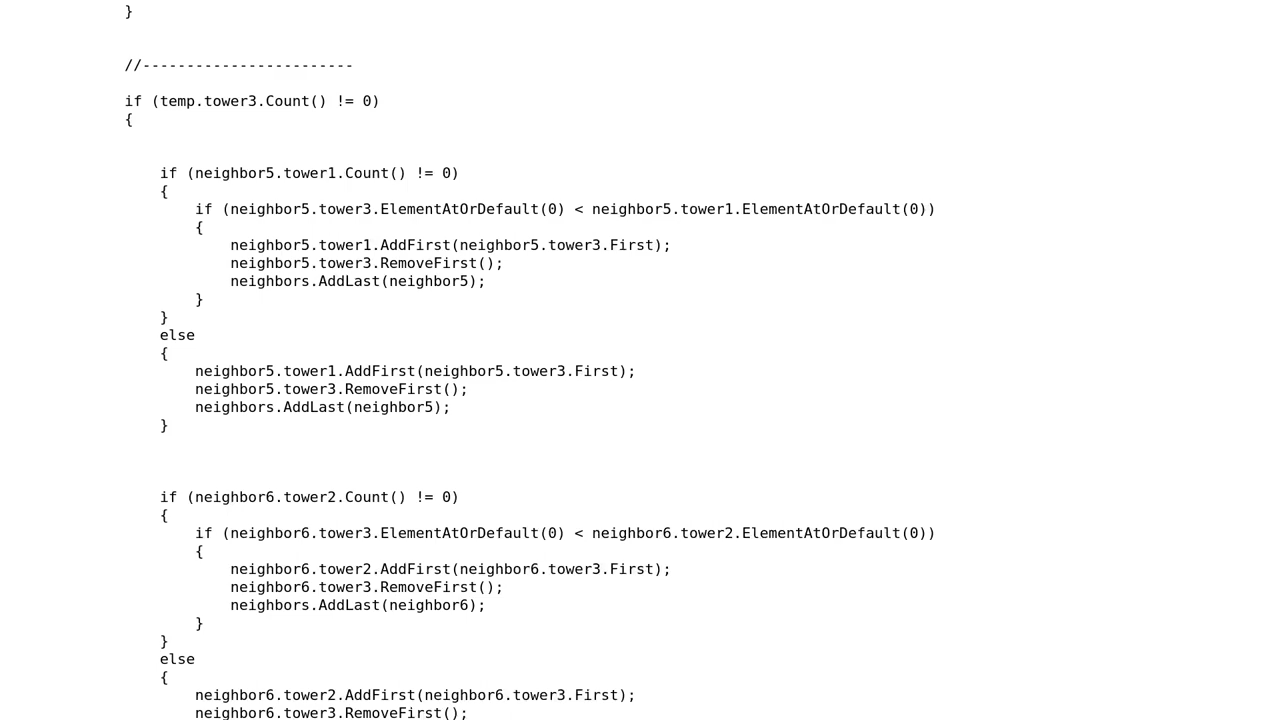 }
//------------------------
if (temp.tower3.Count() != 0)
{
if (neighbor5.tower1.Count() != 0)
{
if (neighbor5.tower3.ElementAtOrDefault(0) < neighbor5.tower1.ElementAtOrDefault(0))
{
neighbor5.tower1.AddFirst(neighbor5.tower3.First);
neighbor5.tower3.RemoveFirst();
neighbors.AddLast(neighbor5);
}
}
else
{
neighbor5.tower1.AddFirst(neighbor5.tower3.First);
neighbor5.tower3.RemoveFirst();
neighbors.AddLast(neighbor5);
}
if (neighbor6.tower2.Count() != 0)
{
if (neighbor6.tower3.ElementAtOrDefault(0) < neighbor6.tower2.ElementAtOrDefault(0))
{
neighbor6.tower2.AddFirst(neighbor6.tower3.First);
neighbor6.tower3.RemoveFirst();
neighbors.AddLast(neighbor6);
}
}
else
{
neighbor6.tower2.AddFirst(neighbor6.tower3.First);
neighbor6.tower3.RemoveFirst();